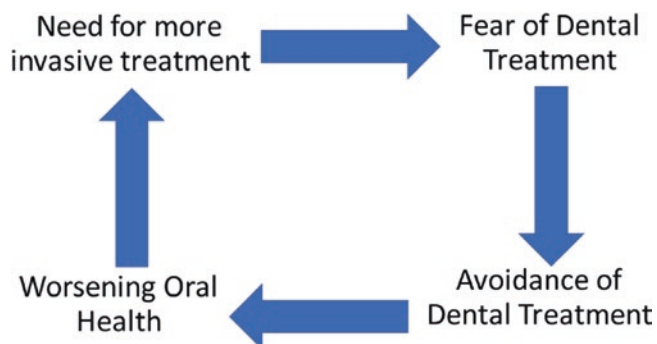 Need for more
invasive treatment
Fear of Dental
Treatment
Avoidance of
Dental Treatment
Worsening Oral
Health